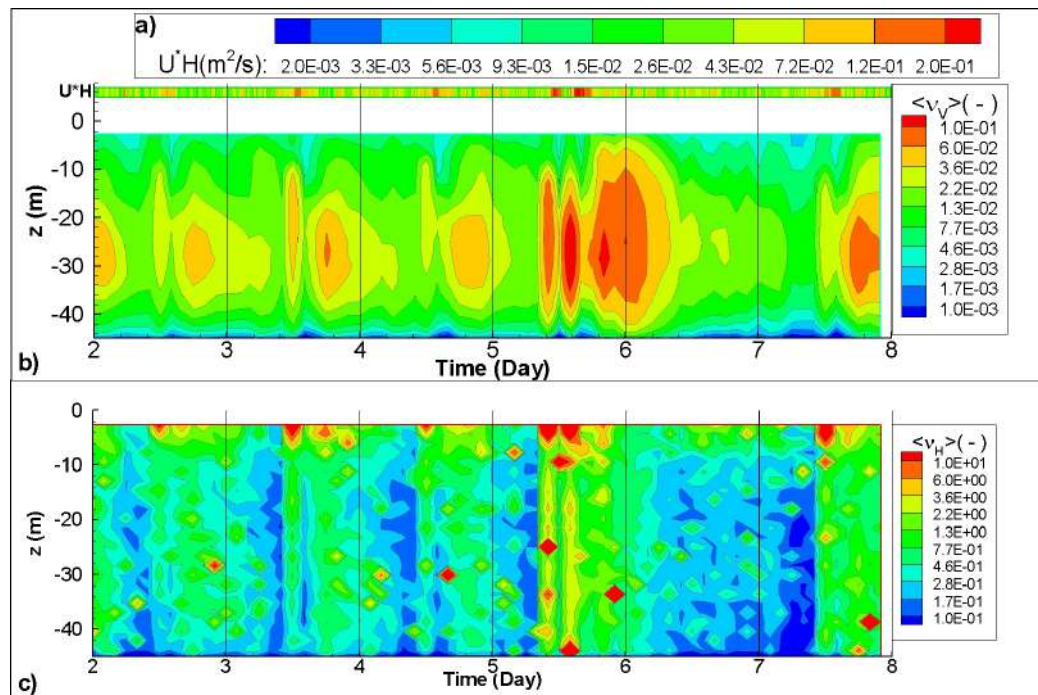 a)
U*H(m²/s): 2.0E-03 3.3E-03 5.6E-03 9.3E-03 1.5E-02 2.6E-02 4.3E-02 7.2E-02 1.2E-01 2.0E-01
U*H
<ν_V>(-)
0
-10
-20
-30
-40
z (m)
1.0E-01
6.0E-02
3.6E-02
2.2E-02
1.3E-02
7.7E-03
4.6E-03
2.8E-03
1.7E-03
1.0E-03
2 3 4 5 6 7 8
Time (Day)
b)
<ν_H>(-)
0
-10
-20
-30
-40
z (m)
1.0E+01
6.0E+00
3.6E+00
2.2E+00
1.3E+00
7.7E-01
4.6E-01
2.8E-01
1.7E-01
1.0E-01
2 3 4 5 6 7 8
Time (Day)
c)